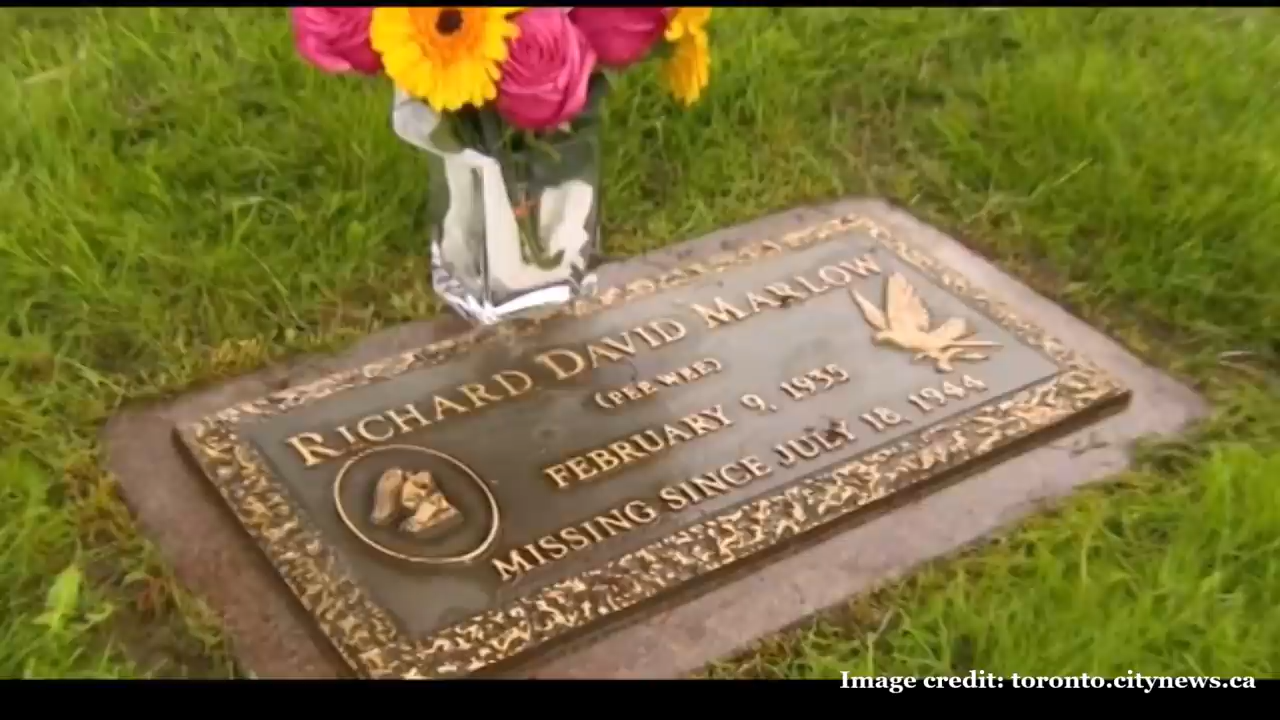 RICHARD DAVID MARLOW
(PEE WEE)
FEBRUARY 9, 1935
MISSING SINCE JULY 18, 1944
Image credit: toronto.citynews.ca